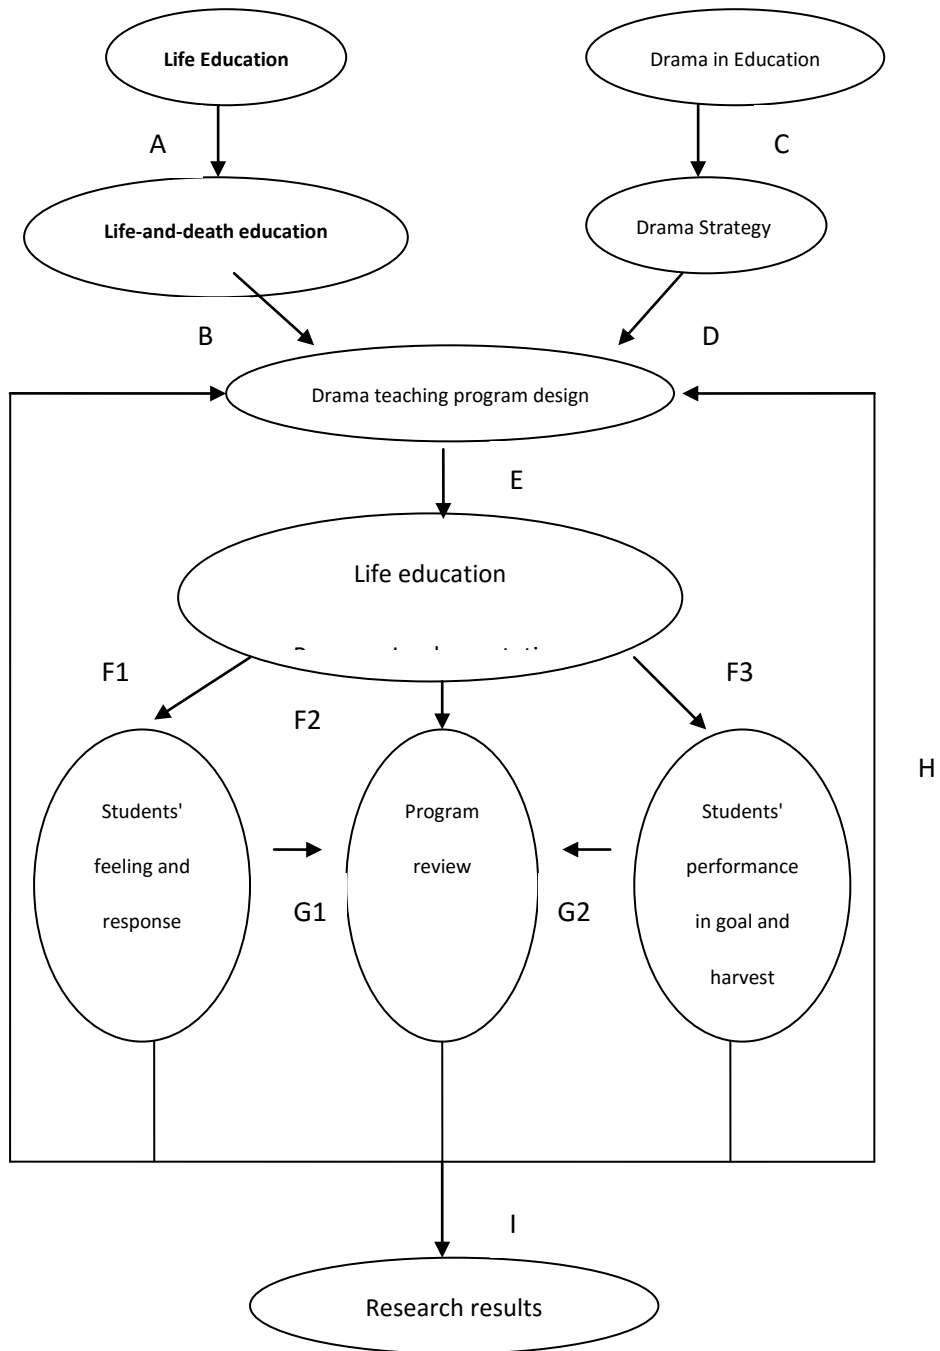 Life Education
Drama in Education
A
C
Life-and-death education
Drama Strategy
B
D
Drama teaching program design
E
Life education
F1
F3
F2
H
Students'
feeling and
response
Program
review
Students'
performance
in goal and
harvest
G1
G2
I
Research results